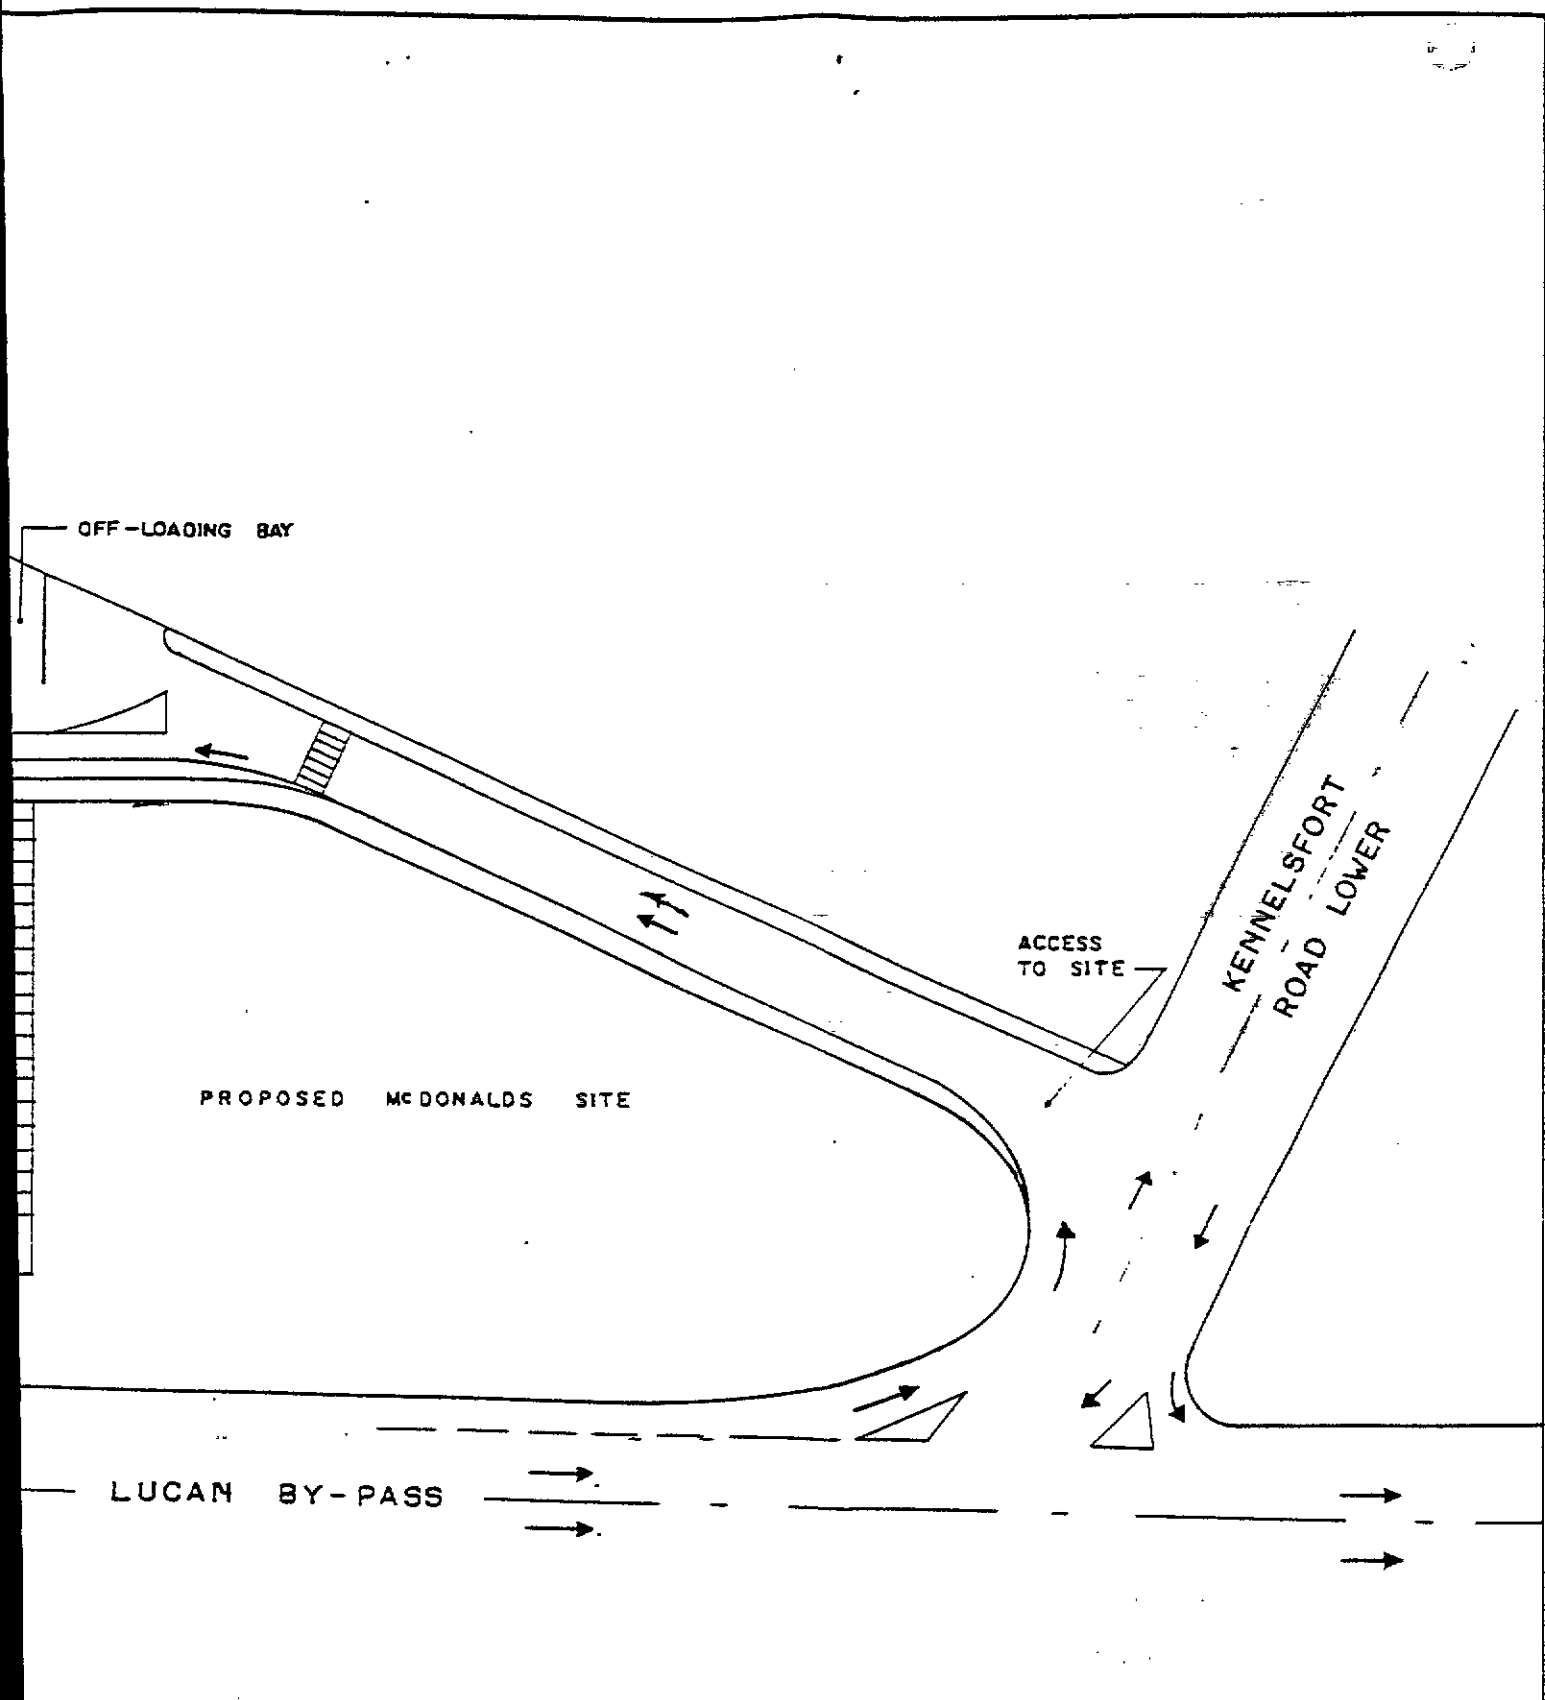 OFF-LOADING BAY
ACCESS
TO SITE
KENNELSFORT
ROAD LOWER
PROPOSED McDONALDS SITE
LUCAN BY-PASS